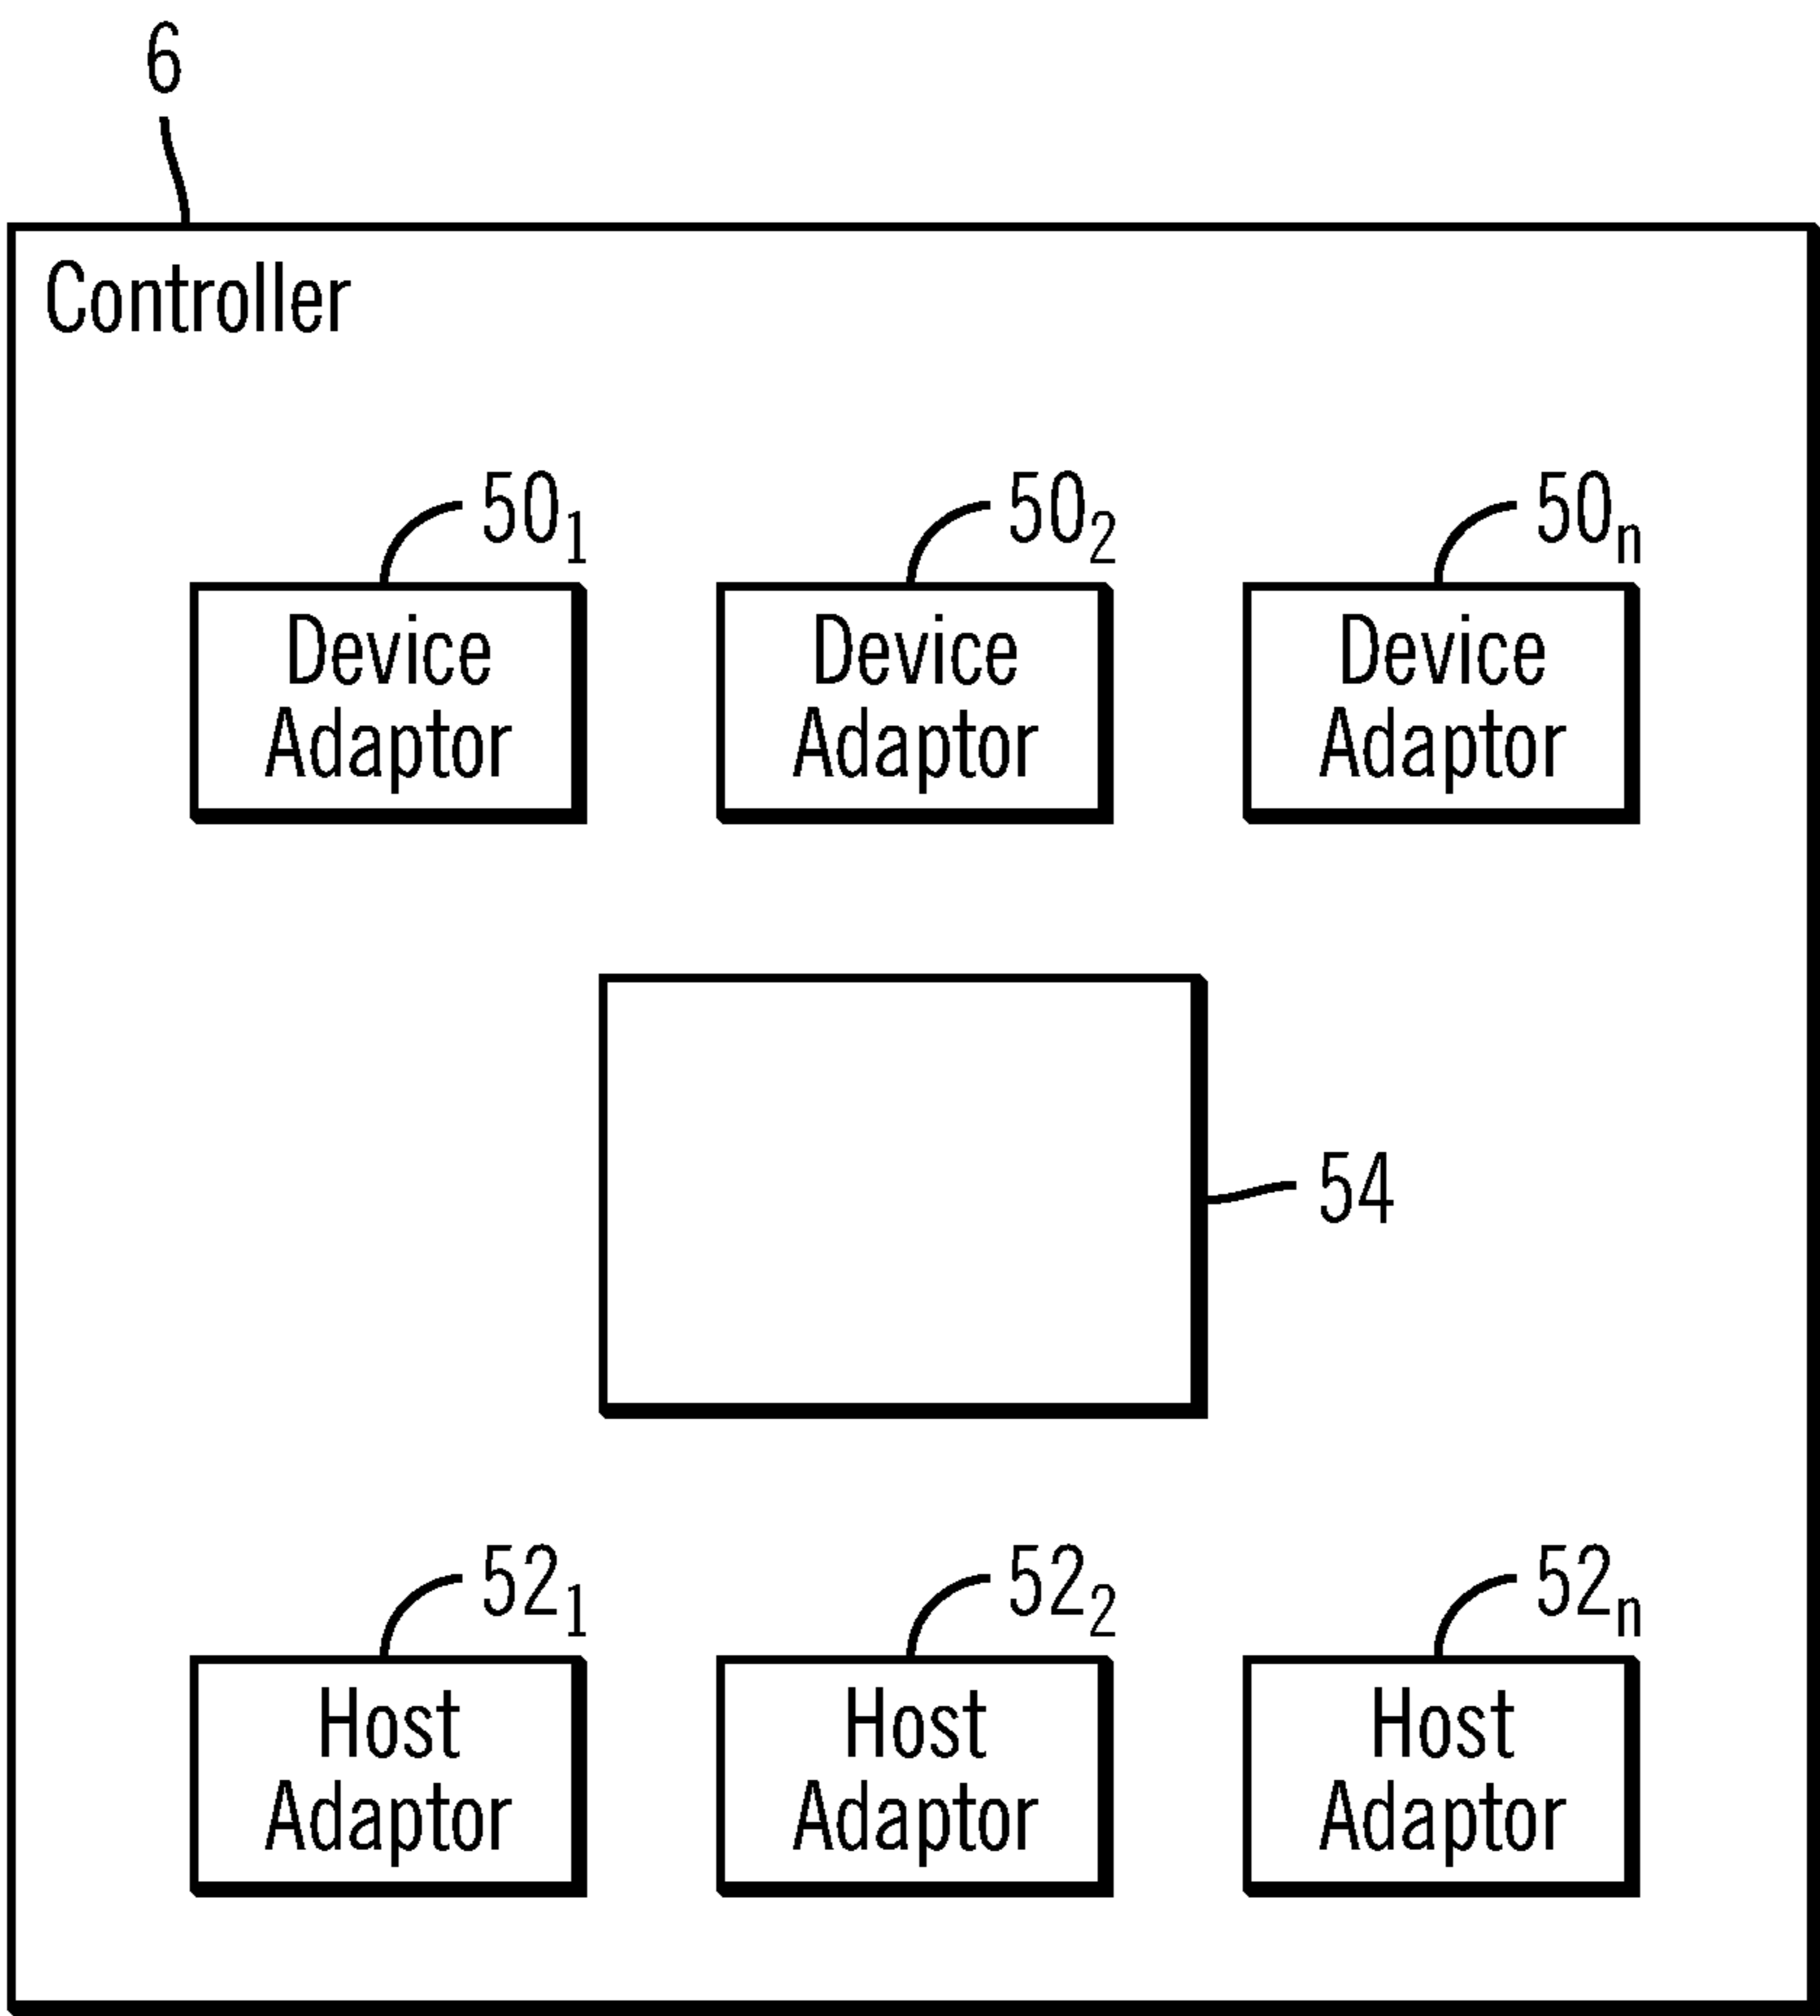 6
Controller
50₁ 50₂ 50ₙ
Device Device Device
Adaptor Adaptor Adaptor
54
52₁ 52₂ 52ₙ
Host Host Host
Adaptor Adaptor Adaptor